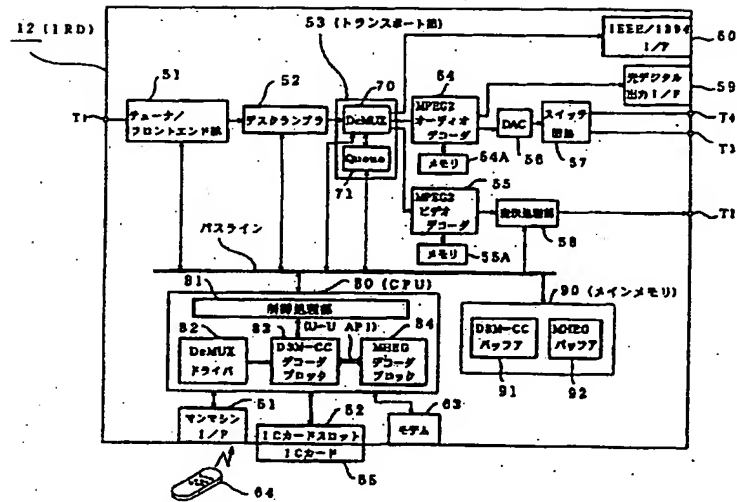 12 (IRD)
53 (トランスポート部)
51
52
70
54
IEEE/1394
I/F
60
光デジタル
出力I/F
59
T1
チューナ/
フロントエンド部
デスクランブラ
DeMUX
MPEG2
オーディオ
デコーダ
DAC
56
スイッチ
回路
57
T4
T3
Queue
71
メモリ
54A
55
MPEG2
ビデオ
デコーダ
58
T2
メモリ
55A
バスライン
81
80 (CPU)
制御処理部
90 (メインメモリ)
82
83
(U-U API)
84
DeMUX
ドライバ
DSM-CC
デコーダ
ブロック
MHEG
デコーダ
ブロック
DSM-CC
バッファ
MHEG
バッファ
91
92
マンマシン
I/F
ICカードスロット
ICカード
65
モデム
63
64